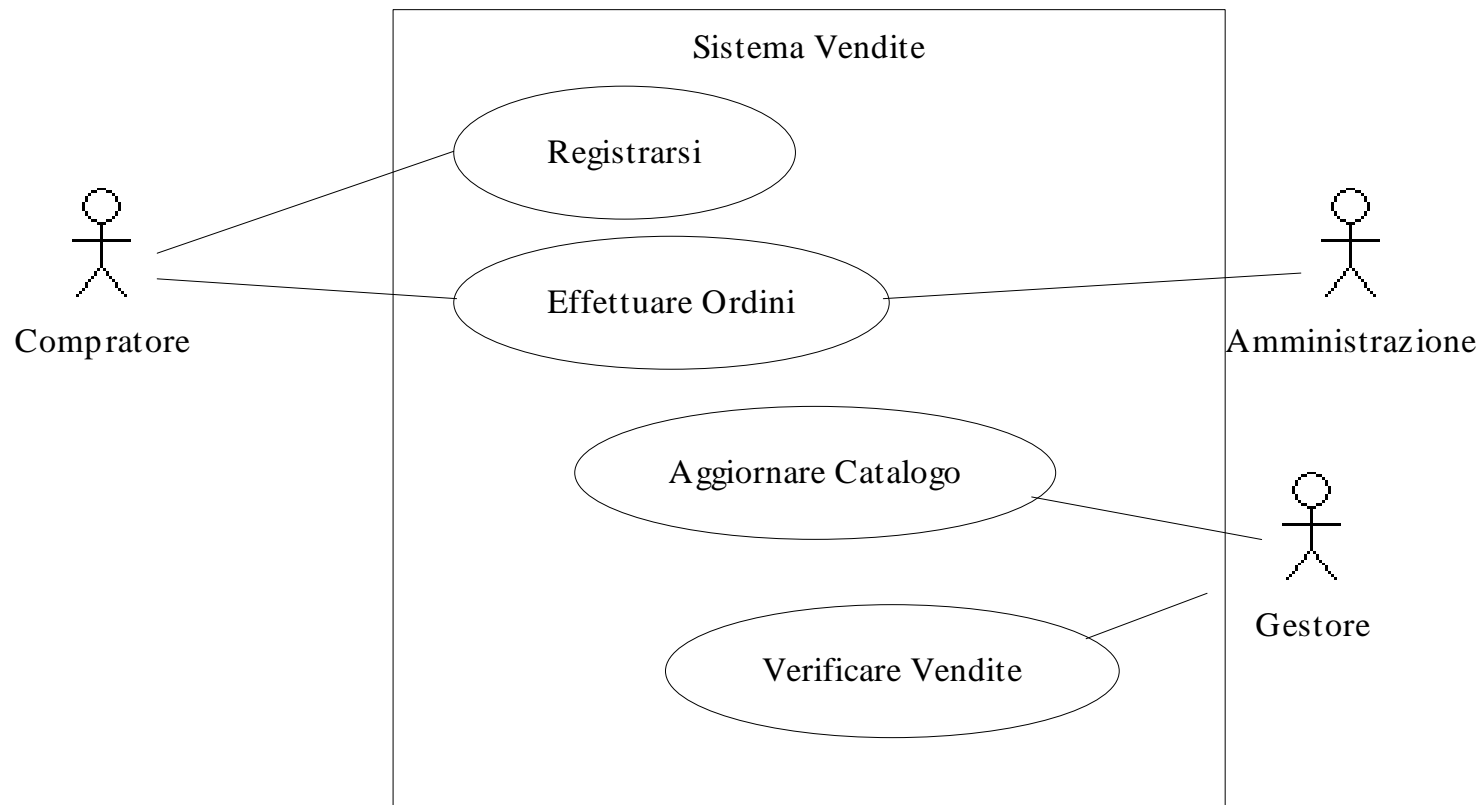 Sistema Vendite
Registrarsi
Effettuare Ordini
Compratore
Amministrazione
Aggiornare Catalogo
Gestore
Verificare Vendite